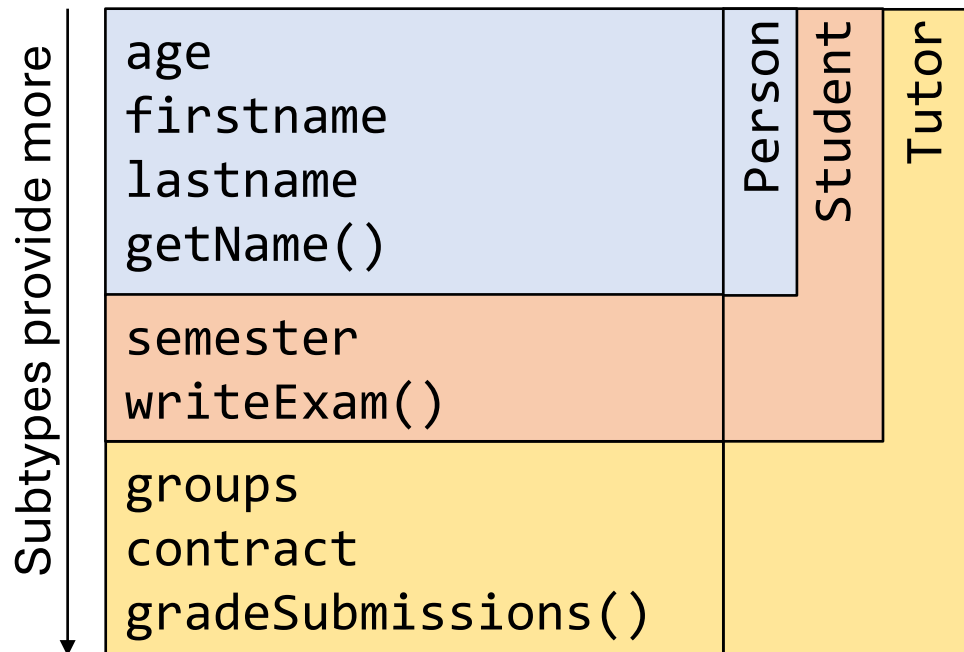 Subtypes provide more
age
firstname
lastname
getName()
semester
writeExam()
groups
contract
gradeSubmissions()
Person
Student
Tutor